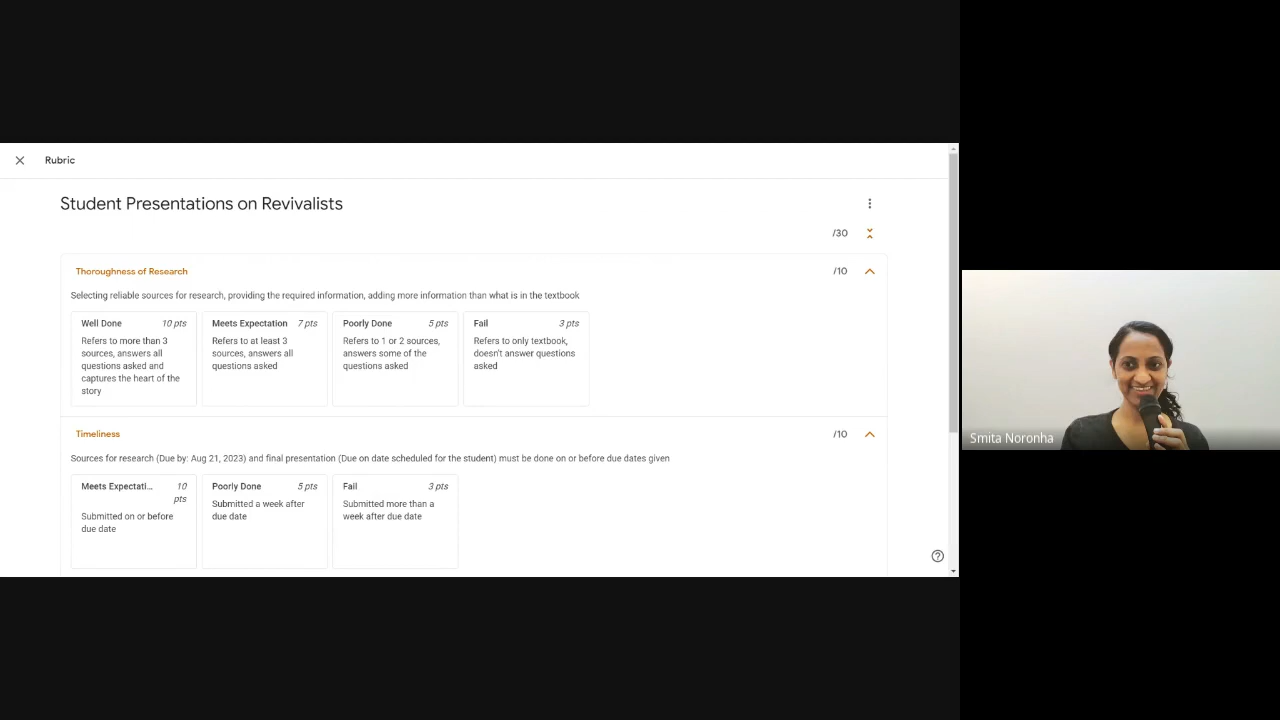 Rubric
Student Presentations on Revivalists
/30
Thoroughness of Research
/10
Selecting reliable sources for research, providing the required information, adding more information than what is in the textbook
Well Done 10 pts
Refers to more than 3
sources, answers all
questions asked and
captures the heart of the
story
Meets Expectation 7 pts
Refers to at least 3
sources, answers all
questions asked
Poorly Done 5 pts
Refers to 1 or 2 sources,
answers some of the
questions asked
Fail 3 pts
Refers to only textbook,
doesn't answer questions
asked
Timeliness
/10
Sources for research (Due by: Aug 21, 2023) and final presentation (Due on date scheduled for the student) must be done on or before due dates given
Meets Expectati... 10
pts
Submitted on or before
due date
Poorly Done 5 pts
Submitted a week after
due date
Fail 3 pts
Submitted more than a
week after due date
Smita Noronha